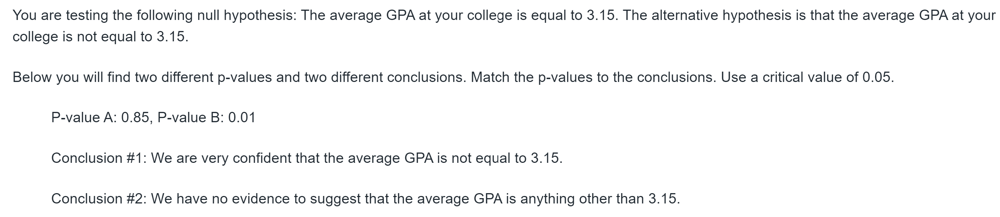 You are testing the following null hypothesis: The average GPA at your college is equal to 3.15. The alternative hypothesis is that the average GPA at your
college is not equal to 3.15.
Below you will find two different p-values and two different conclusions. Match the p-values to the conclusions. Use a critical value of 0.05.
P-value A: 0.85, P-value B: 0.01
Conclusion #1: We are very confident that the average GPA is not equal to 3.15.
Conclusion #2: We have no evidence to suggest that the average GPA is anything other than 3.15.